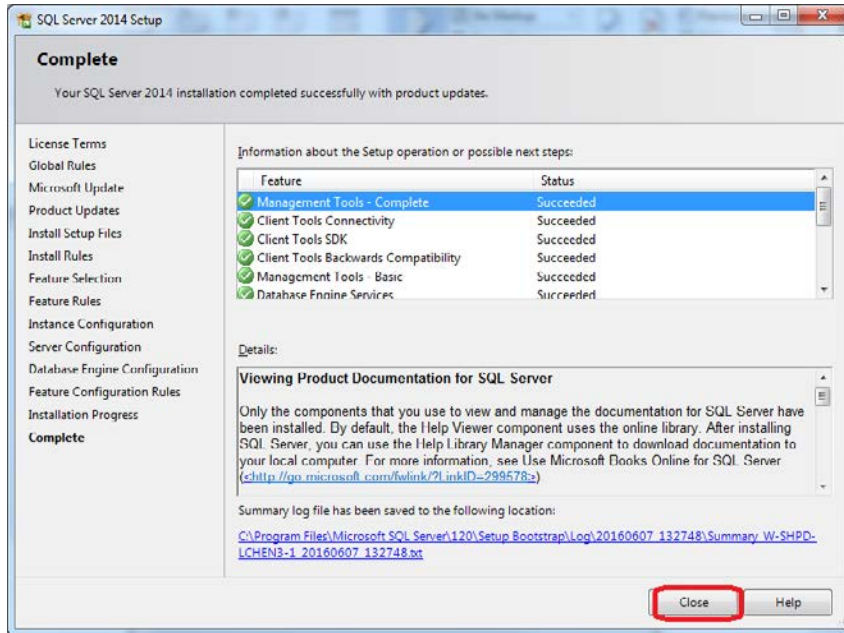 SQL Server 2014 Setup
Complete
Your SQL Server 2014 installation completed successfully with product updates.
License Terms
Global Rules
Microsoft Update
Product Updates
Install Setup Files
Install Rules
Feature Selection
Feature Rules
Instance Configuration
Server Configuration
Database Engine Configuration
Feature Configuration Rules
Installation Progress
Complete
Information about the Setup operation or possible next steps:
Feature Status
Management Tools - Complete Succeeded
Client Tools Connectivity Succeeded
Client Tools SDK Succeeded
Client Tools Backwards Compatibility Succeeded
Management Tools - Basic Succeeded
Database Engine Services Succeeded
Details:
Viewing Product Documentation for SQL Server
Only the components that you use to view and manage the documentation for SQL Server have
been installed. By default, the Help Viewer component uses the online library. After installing
SQL Server, you can use the Help Library Manager component to download documentation to
your local computer. For more information, see Use Microsoft Books Online for SQL Server
(<http://go.microsoft.com/fwlink/?LinkID=299578>)
Summary log file has been saved to the following location:
C:\Program Files\Microsoft SQL Server\120\Setup Bootstrap\Log\20160607_132748\Summary_W-SHPD-
LCHEN3-1_20160607_132748.txt
Close Help